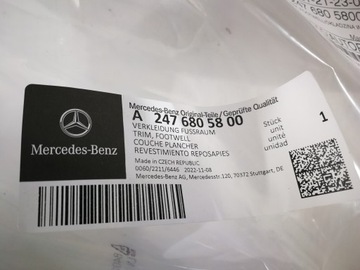 Mercedes-Benz Original-Teile / Geprüfte Qualität
A 247 680 58 00
VERKLEIDUNG FUSSRAUM
TRIM, FOOTWELL
COUCHE PLANCHER
REVESTIMIENTO REPOSAPIES
Stück
unit
unité
unidad
1
Made in CZECH REPUBLIC
0060/2211/6446 2022-11-08
Mercedes-Benz AG, Mercedesstr.120, 70372 Stuttgart, DE
Mercedes-Benz